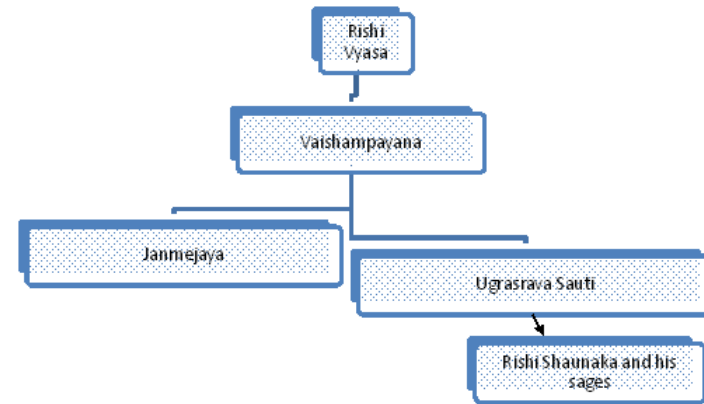 Rishi
Vyasa
Vaishampayana
Janmejaya
Ugrasrava Sauti
Rishi Shaunaka and his
sages